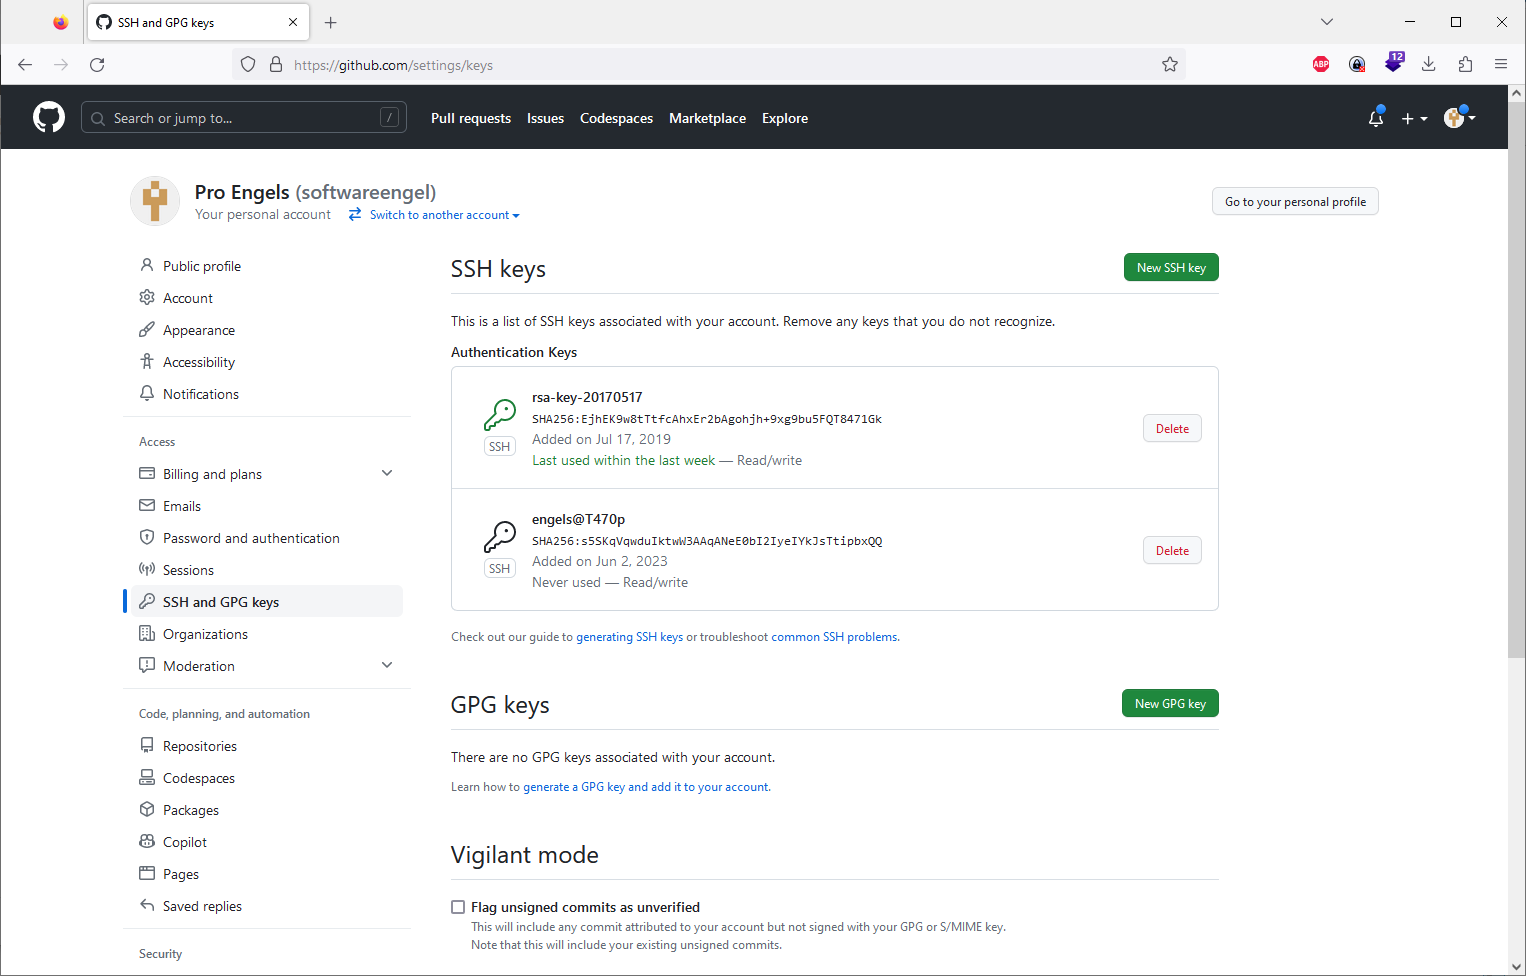 SSH and GPG keys
https://github.com/settings/keys
ABP
12
Search or jump to...
/
Pull requests
Issues
Codespaces
Marketplace
Explore
Pro Engels (softwareengel)
Your personal account
Switch to another account
Go to your personal profile
Public profile
Account
Appearance
Accessibility
Notifications
Access
Billing and plans
Emails
Password and authentication
Sessions
SSH and GPG keys
Organizations
Moderation
Code, planning, and automation
Repositories
Codespaces
Packages
Copilot
Pages
Saved replies
Security
SSH keys
New SSH key
This is a list of SSH keys associated with your account. Remove any keys that you do not recognize.
Authentication Keys
rsa-key-20170517
SHA256:EjhEK9w8tTtfcAhxEr2bAgohjh+9xg9bu5FQT8471Gk
SSH
Added on Jul 17, 2019
Last used within the last week — Read/write
Delete
engels@T470p
SHA256:s5SKqVqwduIktwW3AAqANeE0bI2IyeIYkJsTtipbxQQ
SSH
Added on Jun 2, 2023
Never used — Read/write
Delete
Check out our guide to generating SSH keys or troubleshoot common SSH problems.
GPG keys
New GPG key
There are no GPG keys associated with your account.
Learn how to generate a GPG key and add it to your account.
Vigilant mode
Flag unsigned commits as unverified
This will include any commit attributed to your account but not signed with your GPG or S/MIME key.
Note that this will include your existing unsigned commits.